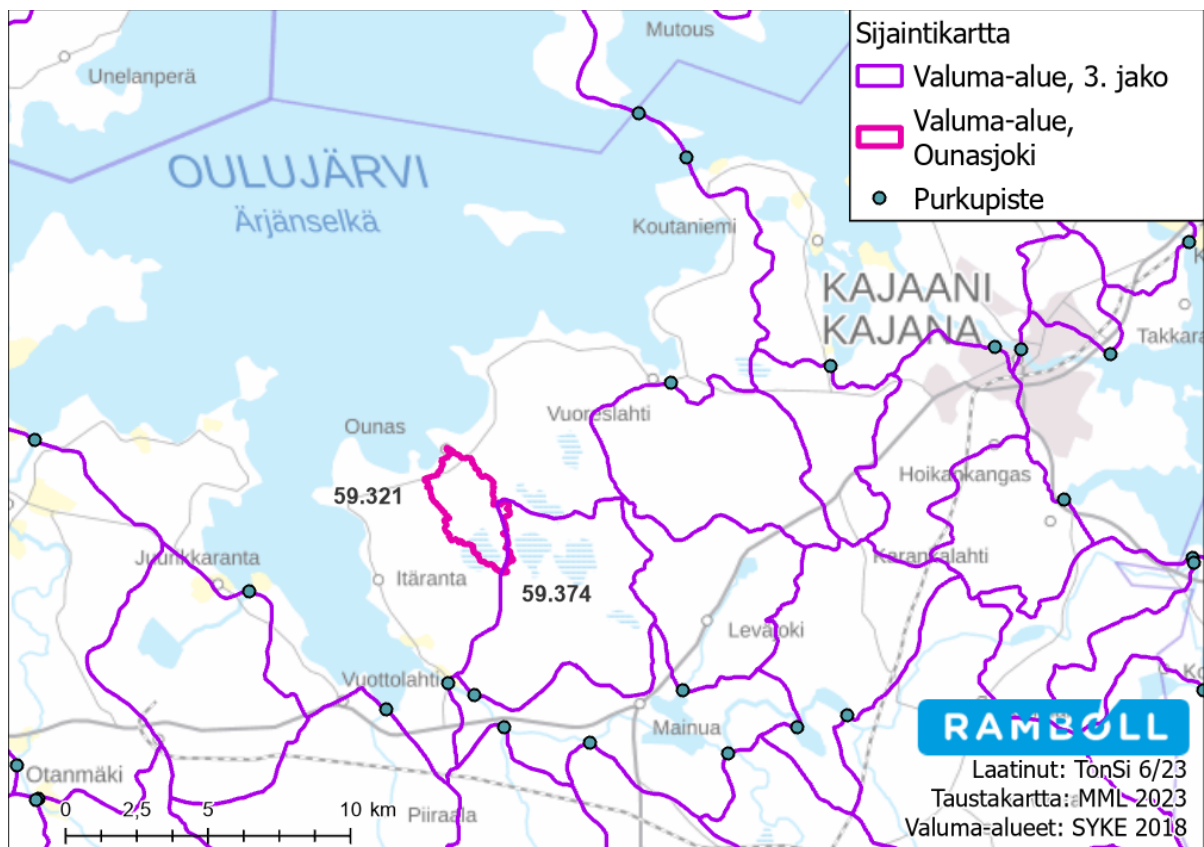 Sijaintikartta
Valuma-alue, 3. jako
Valuma-alue,
Ounasjoki
Purkupiste
Mutous
Unelanperä
OULUJÄRVI
Ärjänselkä
Koutaniemi
KAJAANI
KAJANA
Takkara
Vuoreslahti
Ounas
Hoikankangas
59.321
Karankalahti
Juurikkaranta
Itäranta
59.374
Leväjoki
Vuottolahti
Mainua
Otanmäki
Piiraala
0 2,5 5 10 km
RAMBOLL
Laatinut: TonSi 6/23
Taustakartta: MML 2023
Valuma-alueet: SYKE 2018